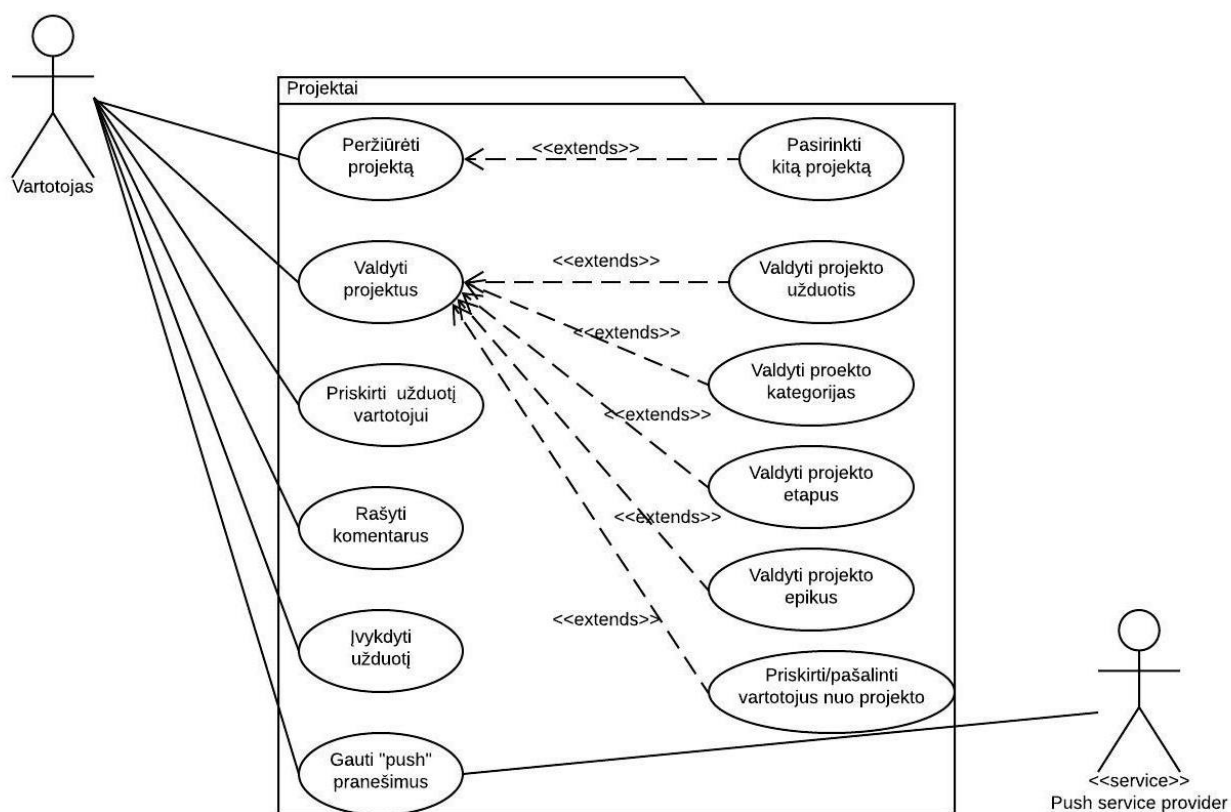 Projektai
Peržiūrėti
projektą
<<extends>>
Pasirinkti
kitą projektą
Vartotojas
Valdyti
projektus
<<extends>>
Valdyti projekto
užduotis
<<extends>>
Valdyti proekto
kategorijas
Priskirti užduotį
vartotojui
<<extends>>
Valdyti projekto
etapus
Rašyti
komentarus
<<extends>>
Valdyti projekto
epikus
<<extends>>
Įvykdyti
užduotį
Priskirti/pašalinti
vartotojus nuo projekto
Gauti "push"
pranešimus
<<service>>
Push service provider